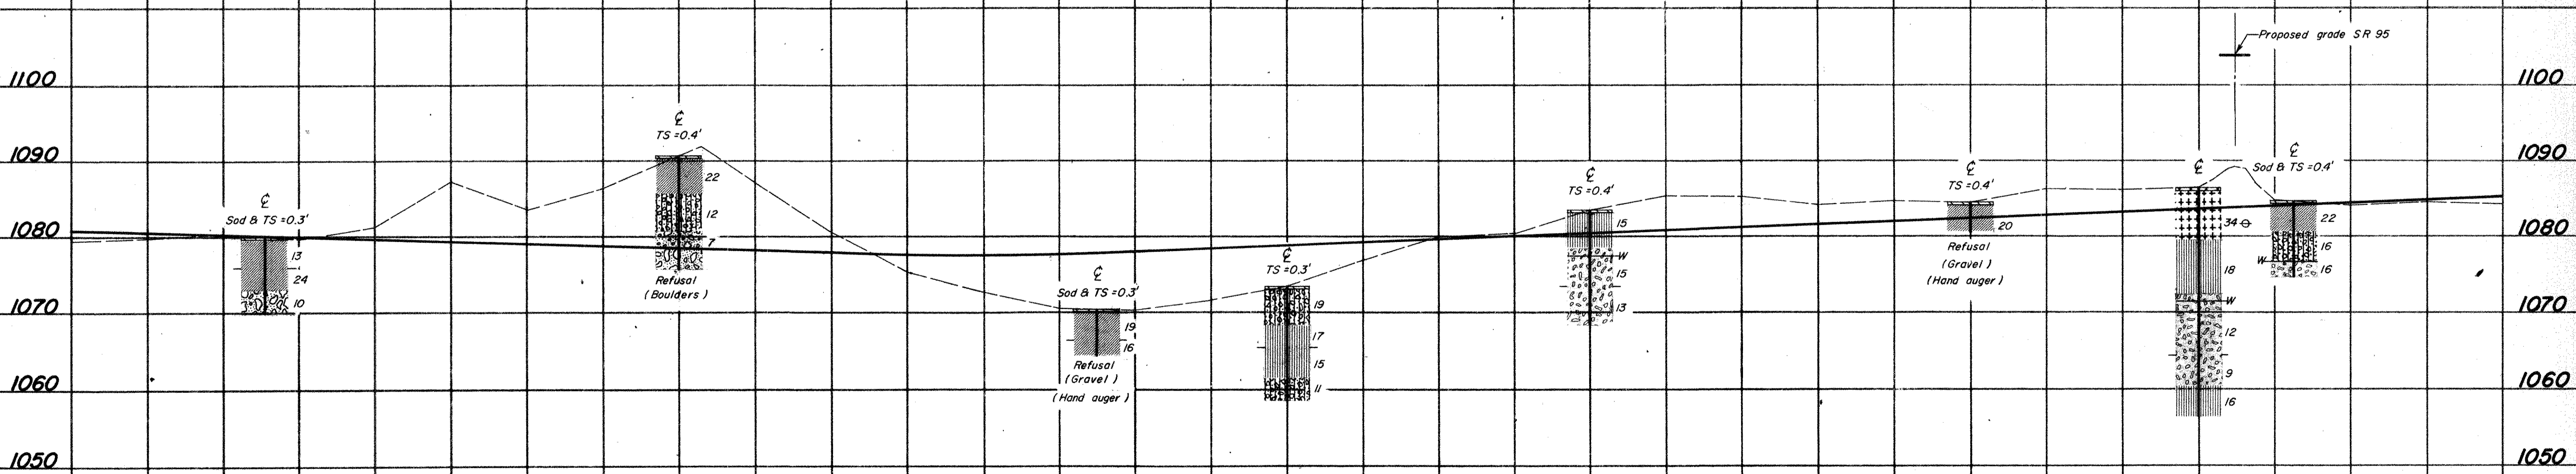 Proposed grade SR 95
1100
1100
℄
TS =0.4'
1090
1090
℄
Sod & TS =0.4'
℄
℄
TS =0.4'
℄
TS =0.4'
22
℄
Sod & TS =0.3'
12
15
20
34
22
1080
1080
7
13
24
10
Refusal
(Boulders)
℄
Sod & TS =0.3'
℄
TS =0.3'
W
15
13
Refusal
(Gravel)
(Hand auger)
18
W
16
16
1070
1070
19
16
Refusal
(Gravel)
(Hand auger)
19
17
15
11
W
12
9
16
1060
1060
1050
1050